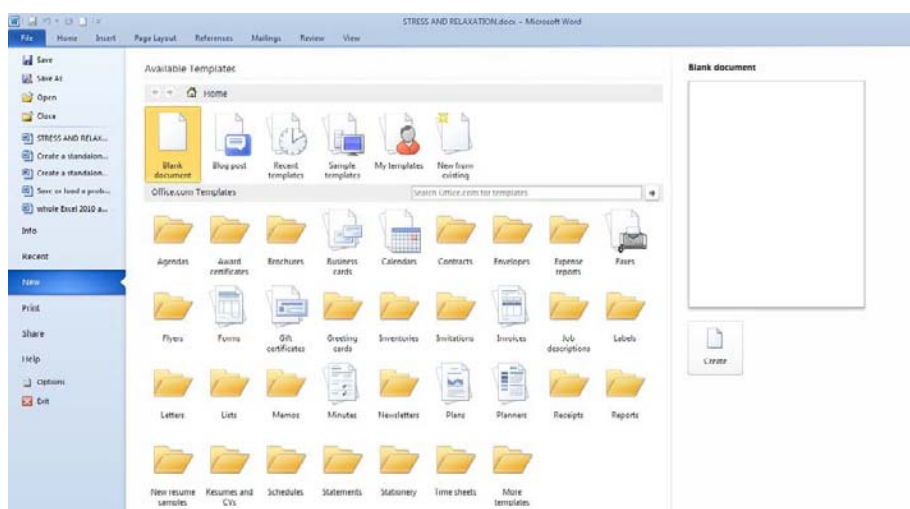 STRESS AND RELAXATION.docx - Microsoft Word
File Home Insert Page Layout References Mailings Review View
Save
Save As
Open
Close
STRESS AND RELAX...
Create a standalon...
Create a standalon...
Save or load a prob...
whole Excel 2010 a...
Info
Recent
New
Print
Share
Help
Options
Exit
Available Templates
Home
Blank document
Blog post
Recent templates
Sample templates
My templates
New from existing
Office.com Templates
Search Office.com for templates
Agendas
Award certificates
Brochures
Business cards
Calendars
Contracts
Envelopes
Expense reports
Faxes
Flyers
Forms
Gift certificates
Greeting cards
Inventories
Invitations
Invoices
Job descriptions
Labels
Letters
Lists
Memos
Minutes
Newsletters
Plans
Planners
Receipts
Reports
New resume samples
Resumes and CVs
Schedules
Statements
Stationery
Time sheets
More templates
Blank document
Create